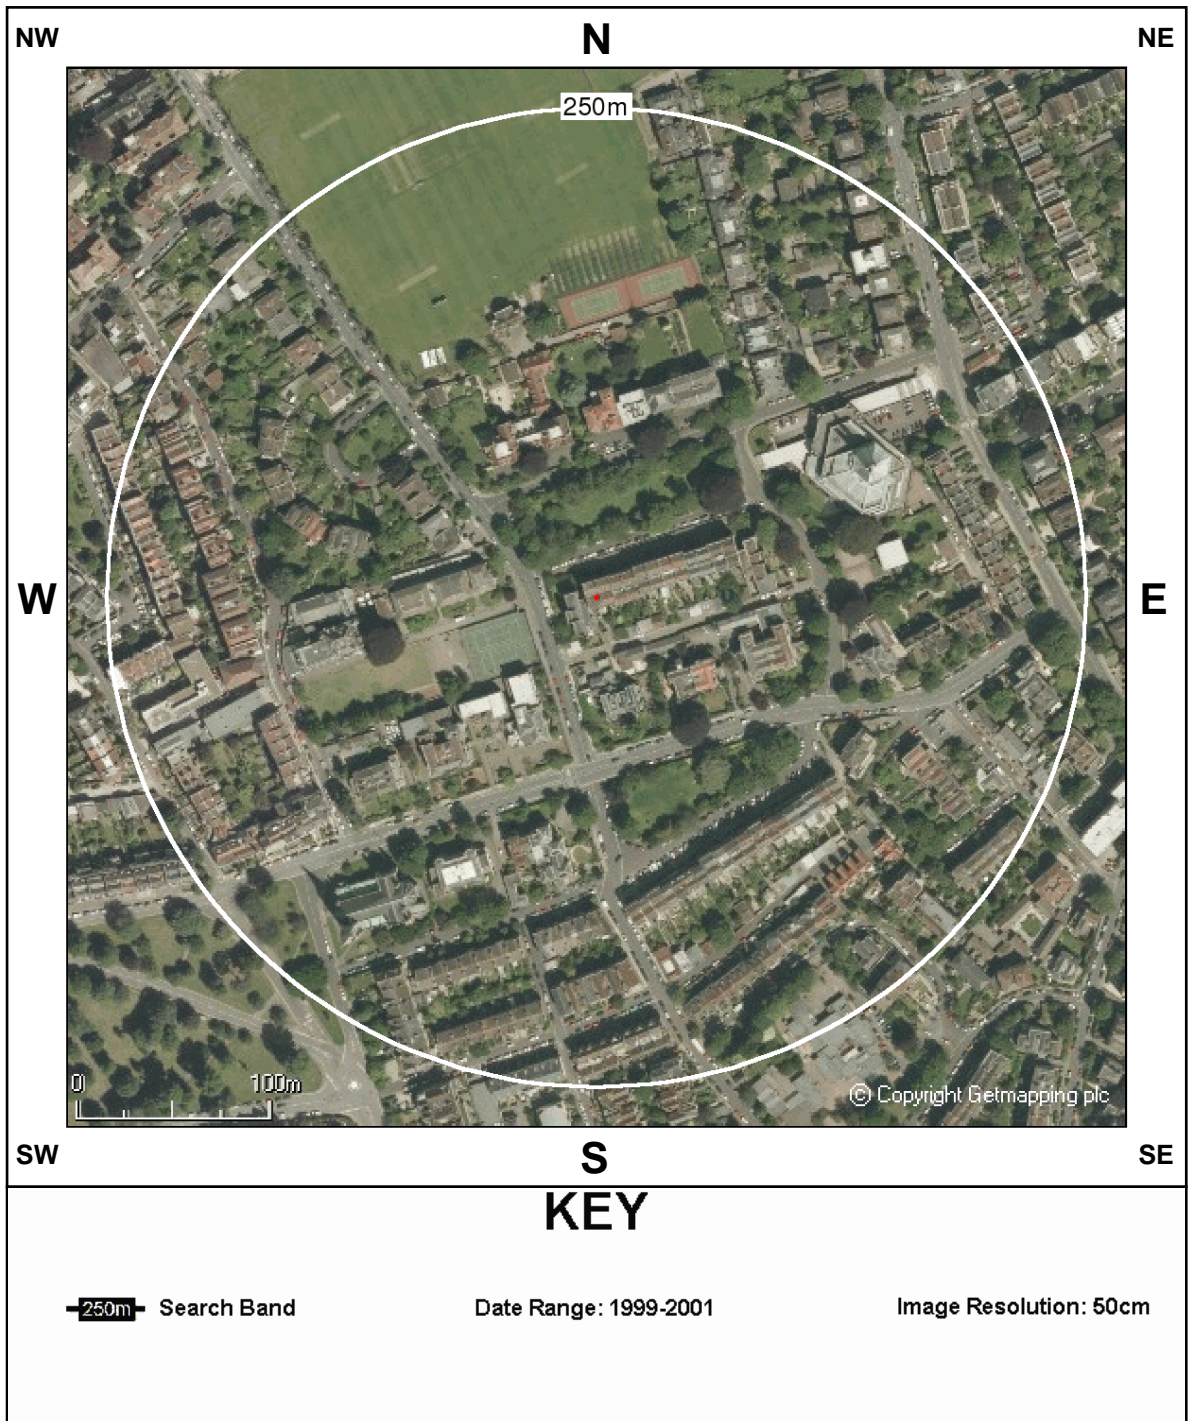 NW N NE
250m
W E
0 100m
© Copyright Getmapping plc
SW S SE
KEY
250m Search Band Date Range: 1999-2001 Image Resolution: 50cm